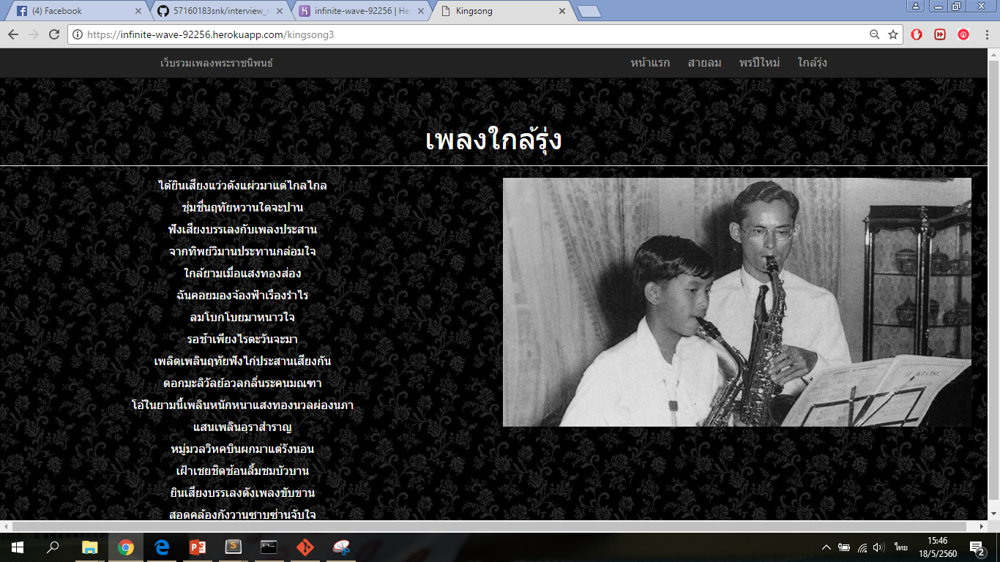 (4) Facebook
57160183snk/interview_r
infinite-wave-92256 | He
Kingsong
https://infinite-wave-92256.herokuapp.com/kingsong3
เว็บรวมเพลงพระราชนิพนธ์
หน้าแรก สายลม พรปีใหม่ ใกล้รุ่ง
เพลงใกล้รุ่ง
ได้ยินเสียงแว่วดังแผ่วมาแต่ไกลไกล
ชุ่มชื่นฤทัยหวานใดจะปาน
ฟังเสียงบรรเลงกับเพลงประสาน
จากทิพย์วิมานประทานกล่อมใจ
ใกล้ยามเมื่อแสงทองส่อง
ฉันคอยมองจ้องฟ้าเรืองรำไร
ลมโบกโบยมาหนาวใจ
รอช้าเพียงไรตะวันจะมา
เพลิดเพลินฤทัยฟังไก่ประสานเสียงกัน
ดอกมะลิวัลย์อวลกลิ่นระคนมณฑา
โอ้ในยามนี้เพลินหนักหนาแสงทองนวลผ่องนภา
แสนเพลินอุราสำราญ
หมู่มวลวิหคบินผกมาแต่รังนอน
เฝ้าเชยชิดช้อนลิ้มชมบัวบาน
ยินเสียงบรรเลงดังเพลงขับขาน
สอดคล้องกังวานซาบซ่านจับใจ
ไทย
15:46
18/5/2560
2